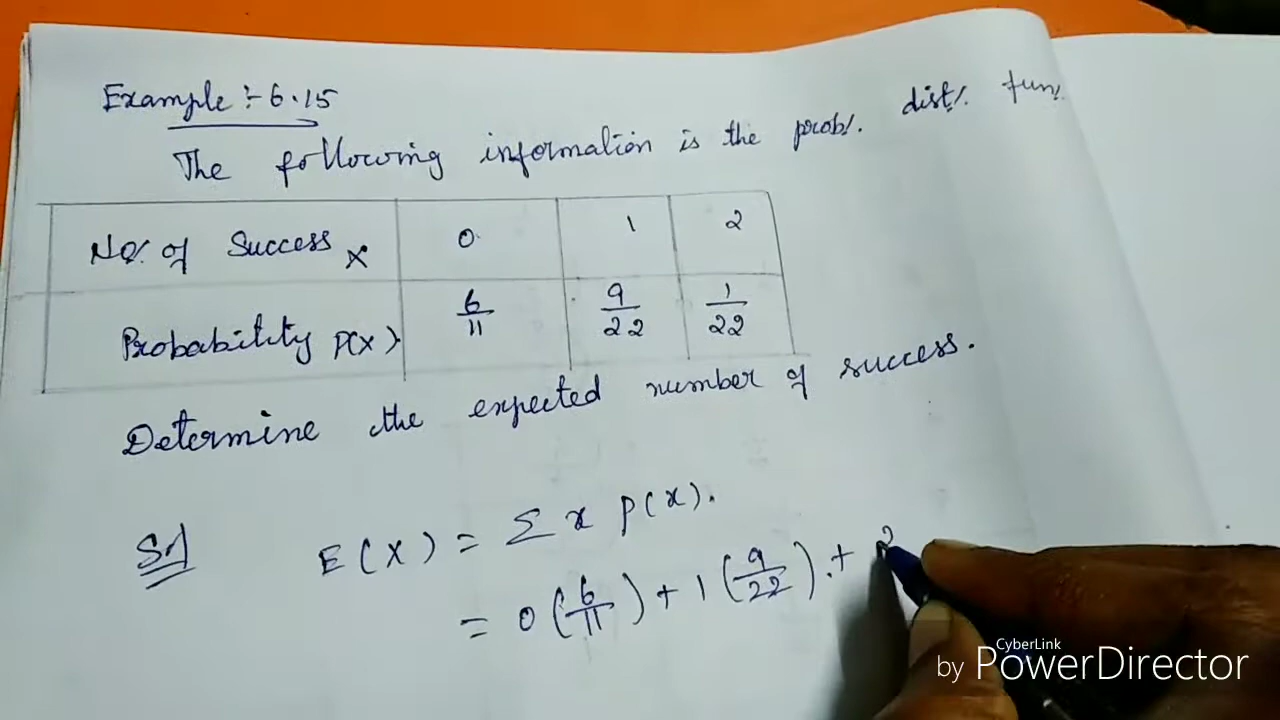 Example :- 6.15
The following information is the prob/. dist/. fun/.
No/. of Success X 0 1 2
Probability P(X) 6/11 9/22 1/22
Determine the expected number of success.
Sol E(X) = Σ x P(x).
= 0(6/11) + 1(9/22) + 2
CyberLink
by PowerDirector